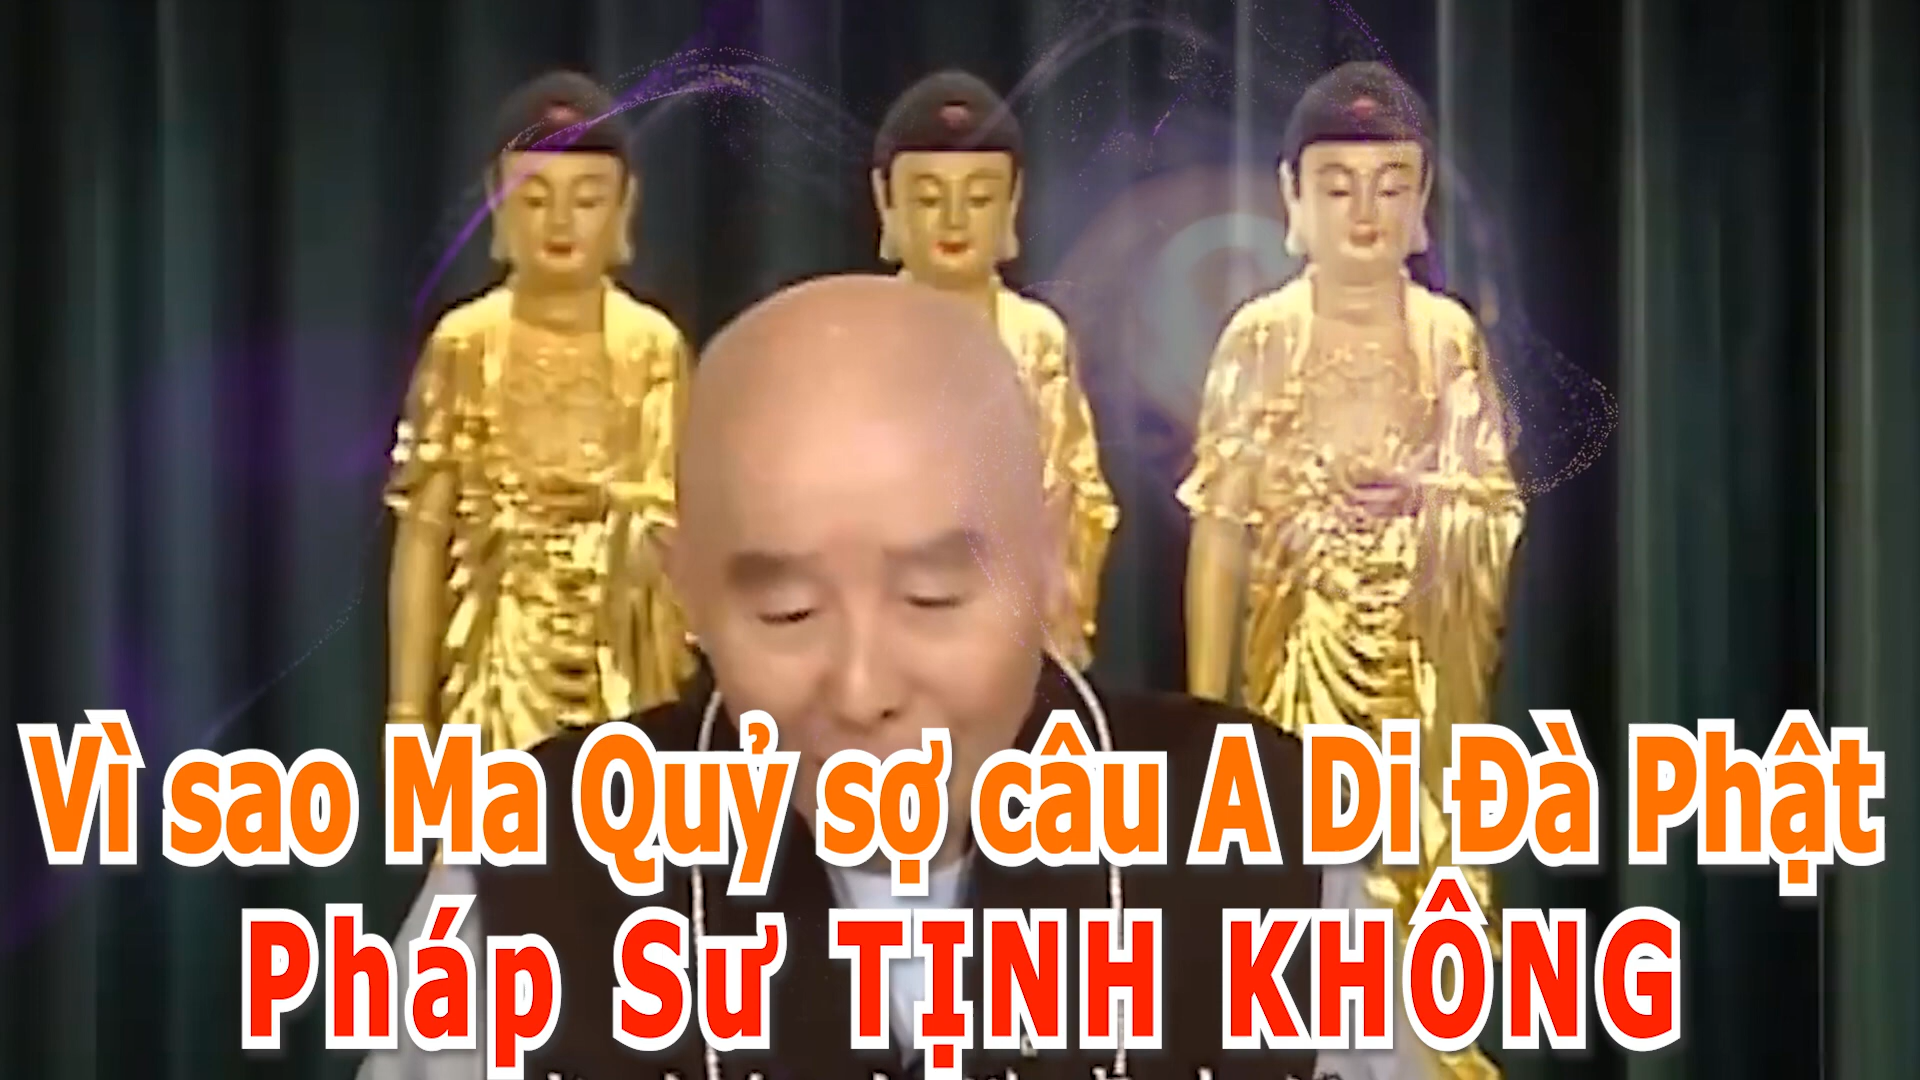 Vì sao Ma Quỷ sợ câu A Di Đà Phật
Pháp Sư TỊNH KHÔNG